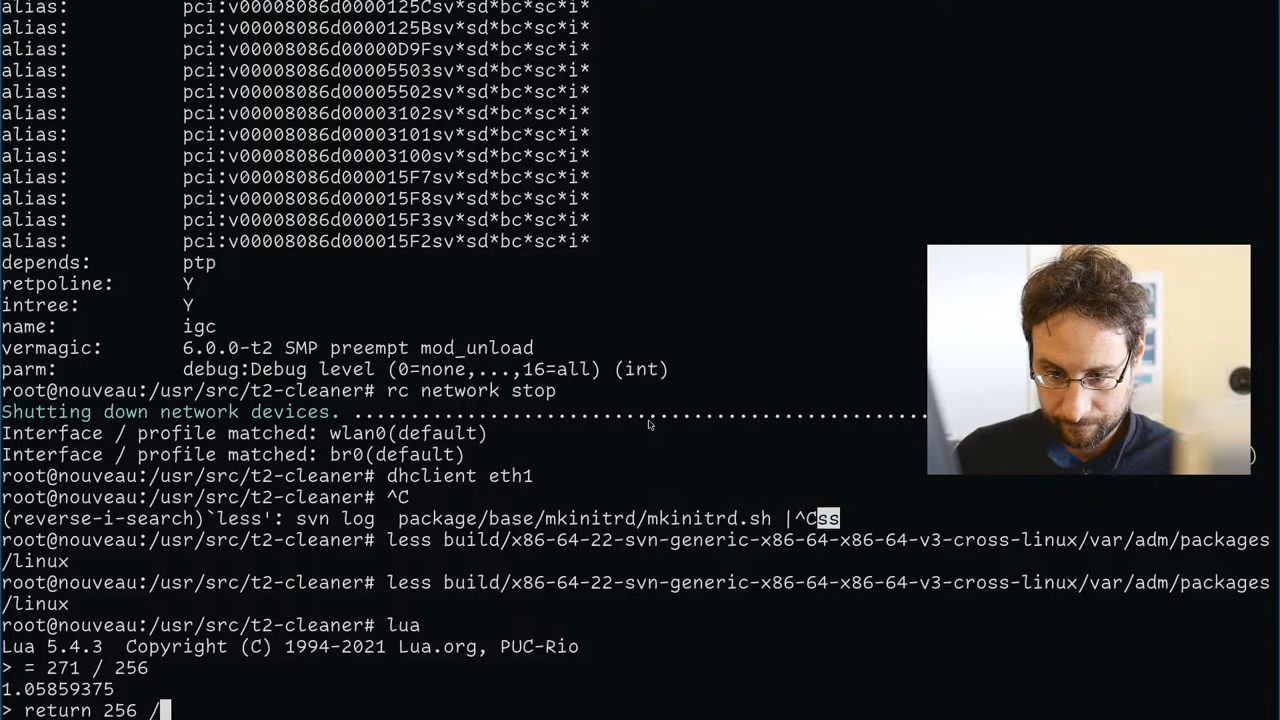 alias:          pci:v00008086d0000125Csv*sd*bc*sc*i*
alias:          pci:v00008086d0000125Bsv*sd*bc*sc*i*
alias:          pci:v00008086d00000D9Fsv*sd*bc*sc*i*
alias:          pci:v00008086d00005503sv*sd*bc*sc*i*
alias:          pci:v00008086d00005502sv*sd*bc*sc*i*
alias:          pci:v00008086d00003102sv*sd*bc*sc*i*
alias:          pci:v00008086d00003101sv*sd*bc*sc*i*
alias:          pci:v00008086d00003100sv*sd*bc*sc*i*
alias:          pci:v00008086d000015F7sv*sd*bc*sc*i*
alias:          pci:v00008086d000015F8sv*sd*bc*sc*i*
alias:          pci:v00008086d000015F3sv*sd*bc*sc*i*
alias:          pci:v00008086d000015F2sv*sd*bc*sc*i*
depends:        ptp
retpoline:      Y
intree:         Y
name:           igc
vermagic:       6.0.0-t2 SMP preempt mod_unload
parm:           debug:Debug level (0=none,...,16=all) (int)
root@nouveau:/usr/src/t2-cleaner# rc network stop
Shutting down network devices. ......................................................
Interface / profile matched: wlan0(default)
Interface / profile matched: br0(default)
root@nouveau:/usr/src/t2-cleaner# dhclient eth1
root@nouveau:/usr/src/t2-cleaner# ^C
(reverse-i-search)`less': svn log  package/base/mkinitrd/mkinitrd.sh |^Css
root@nouveau:/usr/src/t2-cleaner# less build/x86-64-22-svn-generic-x86-64-x86-64-v3-cross-linux/var/adm/packages
/linux
root@nouveau:/usr/src/t2-cleaner# less build/x86-64-22-svn-generic-x86-64-x86-64-v3-cross-linux/var/adm/packages
/linux
root@nouveau:/usr/src/t2-cleaner# lua
Lua 5.4.3  Copyright (C) 1994-2021 Lua.org, PUC-Rio
> = 271 / 256
1.05859375
> return 256 /